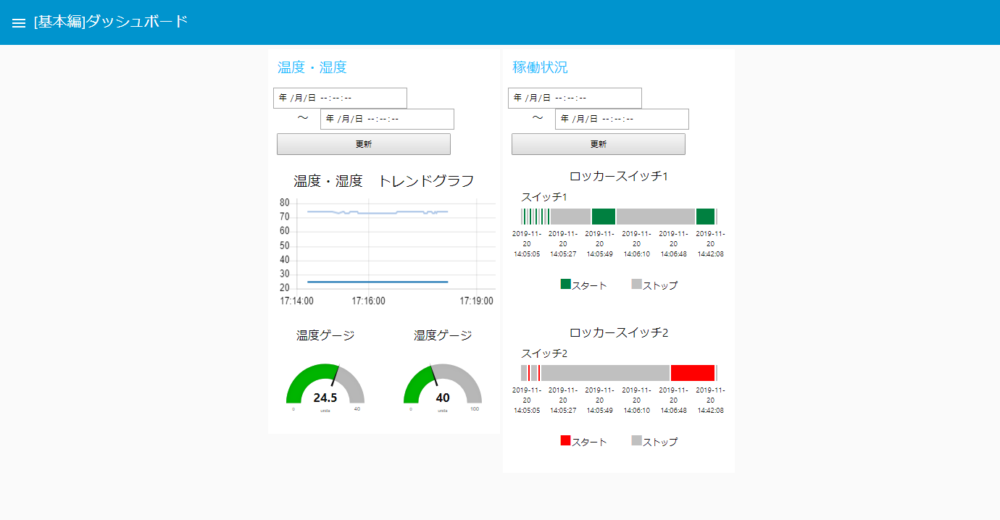 [基本編]ダッシュボード
温度・湿度
年 /月/日 --:--:--
～ 年 /月/日 --:--:--
更新
温度・湿度　トレンドグラフ
80
70
60
50
40
30
20
17:14:00 17:16:00 17:19:00
温度ゲージ 湿度ゲージ
24.5 40
0 units 40 0 units 100
稼働状況
年 /月/日 --:--:--
～ 年 /月/日 --:--:--
更新
ロッカースイッチ1
スイッチ1
2019-11- 2019-11- 2019-11- 2019-11- 2019-11- 2019-11-
20 20 20 20 20 20
14:05:05 14:05:27 14:05:49 14:06:10 14:06:48 14:42:08
スタート ストップ
ロッカースイッチ2
スイッチ2
2019-11- 2019-11- 2019-11- 2019-11- 2019-11- 2019-11-
20 20 20 20 20 20
14:05:05 14:05:27 14:05:49 14:06:10 14:06:48 14:42:08
スタート ストップ